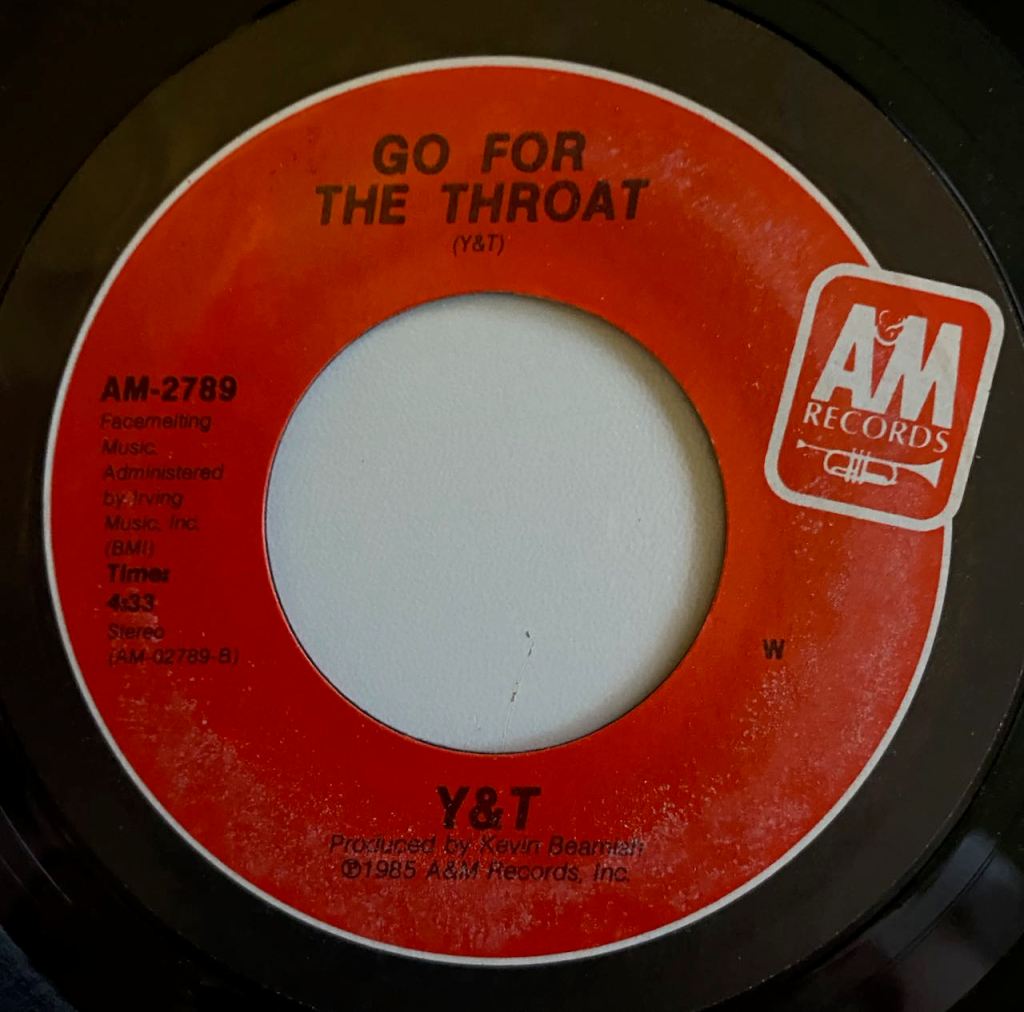 GO FOR
THE THROAT
(Y&T)
A&M
RECORDS
AM-2789
Facemelting
Music.
Administered
by Irving
Music, Inc.
(BMI)
Time:
4:33
Stereo
(AM-02789-B)
W
Y&T
Produced by Kevin Beamish
℗1985 A&M Records, Inc.